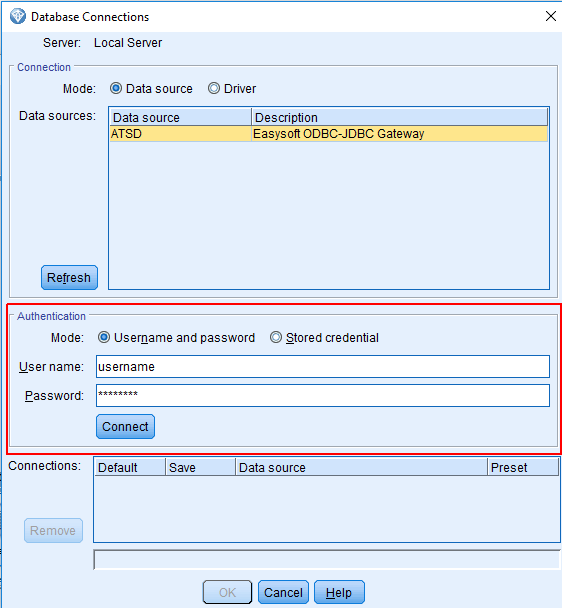 Database Connections
Server: Local Server
Connection
Mode: Data source Driver
Data sources: Data source Description
ATSD Easysoft ODBC-JDBC Gateway
Refresh
Authentication
Mode: Username and password Stored credential
User name: username
Password: ********
Connect
Connections: Default Save Data source Preset
Remove
OK Cancel Help